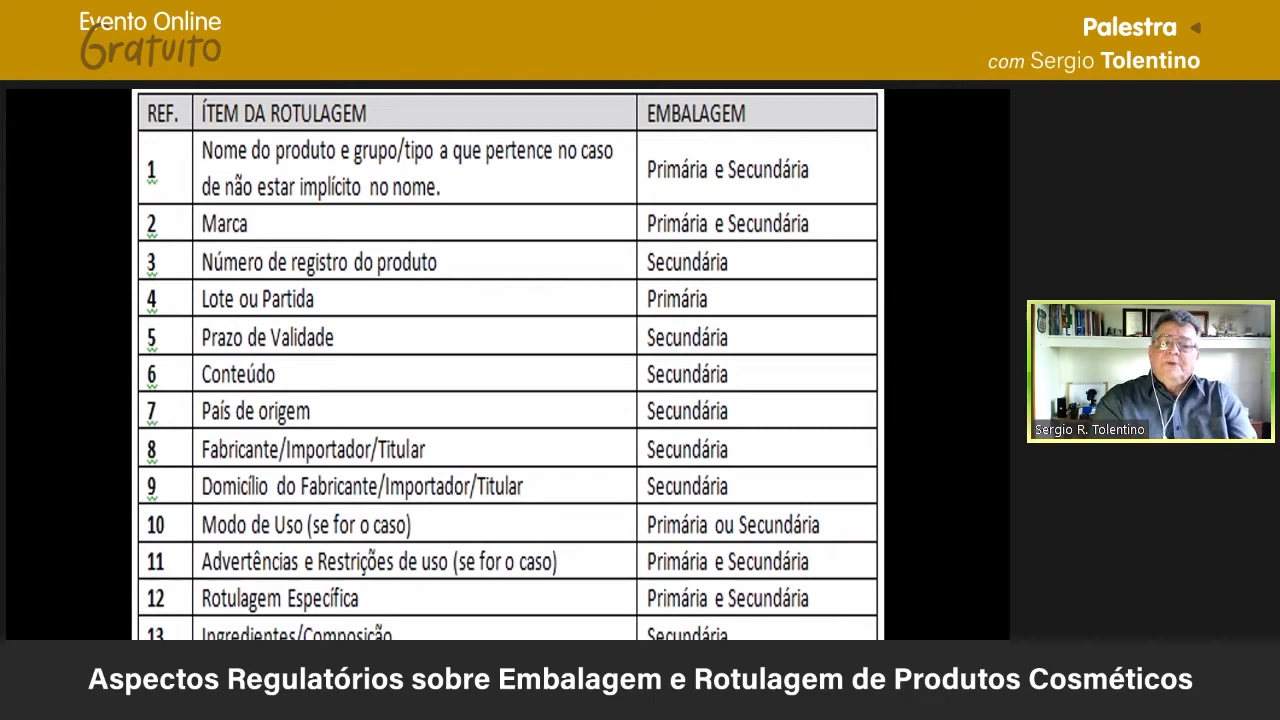 Evento Online
Gratuito
Palestra
com Sergio Tolentino
REF. ÍTEM DA ROTULAGEM EMBALAGEM
1 Nome do produto e grupo/tipo a que pertence no caso de não estar implícito no nome. Primária e Secundária
2 Marca Primária e Secundária
3 Número de registro do produto Secundária
4 Lote ou Partida Primária
5 Prazo de Validade Secundária
6 Conteúdo Secundária
7 País de origem Secundária
8 Fabricante/Importador/Titular Secundária
9 Domicílio do Fabricante/Importador/Titular Secundária
10 Modo de Uso (se for o caso) Primária ou Secundária
11 Advertências e Restrições de uso (se for o caso) Primária e Secundária
12 Rotulagem Específica Primária e Secundária
13 Ingredientes/Composição Secundária
Sergio R. Tolentino
Aspectos Regulatórios sobre Embalagem e Rotulagem de Produtos Cosméticos